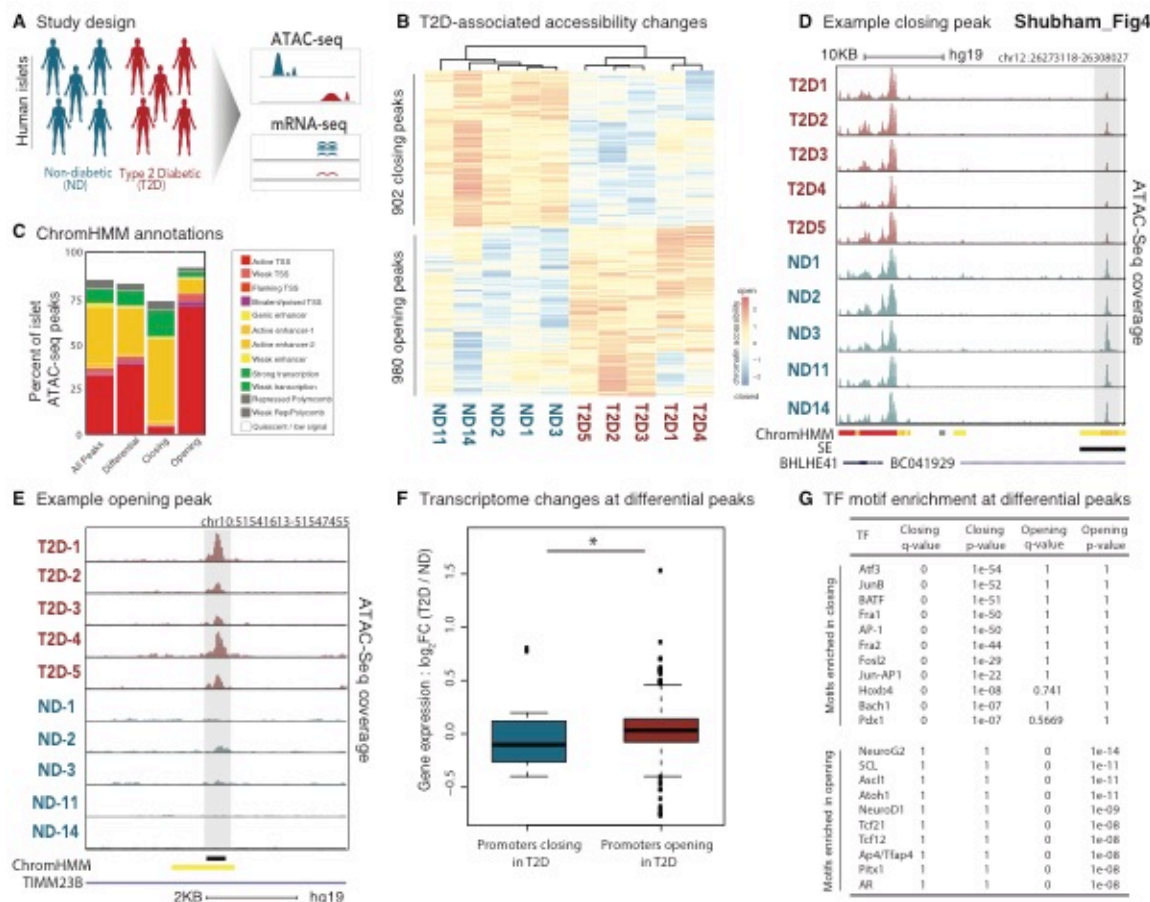 A Study design
Human islets
Non-diabetic
(ND)
Type 2 Diabetic
(T2D)
ATAC-seq
mRNA-seq
B T2D-associated accessibility changes
902 closing peaks
980 opening peaks
ND11 ND14 ND2 ND1 ND3 T2D5 T2D2 T2D3 T2D1 T2D4
open
chromatin accessibility
closed
C ChromHMM annotations
Percent of islet
ATAC-seq peaks
100
75
50
25
0
All Peaks
Differential
Closing
Opening
Active TSS
Weak TSS
Flanking TSS
Bivalent/poised TSS
Genic enhancer
Active enhancer-1
Active enhancer-2
Weak enhancer
Strong transcription
Weak transcription
Repressed Polycomb
Weak Rep/Polycomb
Quiescent / low signal
D Example closing peak Shubham_Fig4
10KB hg19 chr12:26273118-26308027
T2D1
T2D2
T2D3
T2D4
T2D5
ND1
ND2
ND3
ND11
ND14
ATAC-Seq coverage
ChromHMM
SE
BHLHE41 BC041929
E Example opening peak
chr10:51541613-51547455
T2D-1
T2D-2
T2D-3
T2D-4
T2D-5
ND-1
ND-2
ND-3
ND-11
ND-14
ATAC-Seq coverage
ChromHMM
TIMM23B
2KB hg19
F Transcriptome changes at differential peaks
Gene expression : log2FC (T2D / ND)
*
1.5
1.0
0.5
0.0
−0.5
Promoters closing
in T2D
Promoters opening
in T2D
G TF motif enrichment at differential peaks
TF Closing q-value Closing p-value Opening q-value Opening p-value
Motifs enriched in closing
Atf3 0 1e-54 1 1
JunB 0 1e-52 1 1
BATF 0 1e-51 1 1
Fra1 0 1e-50 1 1
AP-1 0 1e-50 1 1
Fra2 0 1e-44 1 1
Fosl2 0 1e-29 1 1
Jun-AP1 0 1e-22 1 1
Hoxb4 0 1e-08 0.741 1
Bach1 0 1e-07 1 1
Pdx1 0 1e-07 0.5669 1
Motifs enriched in opening
NeuroG2 1 1 0 1e-14
SCL 1 1 0 1e-11
Ascl1 1 1 0 1e-11
Atoh1 1 1 0 1e-11
NeuroD1 1 1 0 1e-09
Tcf21 1 1 0 1e-08
Tcf12 1 1 0 1e-08
Ap4/Tfap4 1 1 0 1e-08
Pitx1 1 1 0 1e-08
AR 1 1 0 1e-08